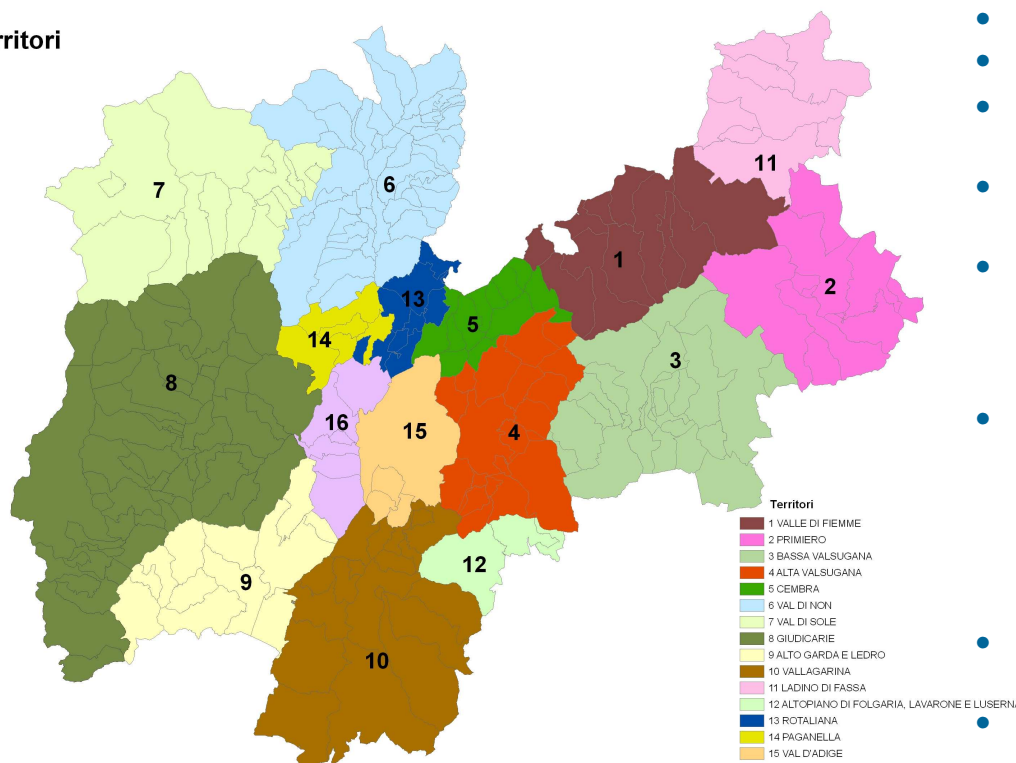 rritori
11
6
7
1
2
13
5
14
3
8
16
15
4
12
9
10
Territori
1 VALLE DI FIEMME
2 PRIMIERO
3 BASSA VALSUGANA
4 ALTA VALSUGANA
5 CEMBRA
6 VAL DI NON
7 VAL DI SOLE
8 GIUDICARIE
9 ALTO GARDA E LEDRO
10 VALLAGARINA
11 LADINO DI FASSA
12 ALTOPIANO DI FOLGARIA, LAVARONE E LUSERN
13 ROTALIANA
14 PAGANELLA
15 VAL D'ADIGE